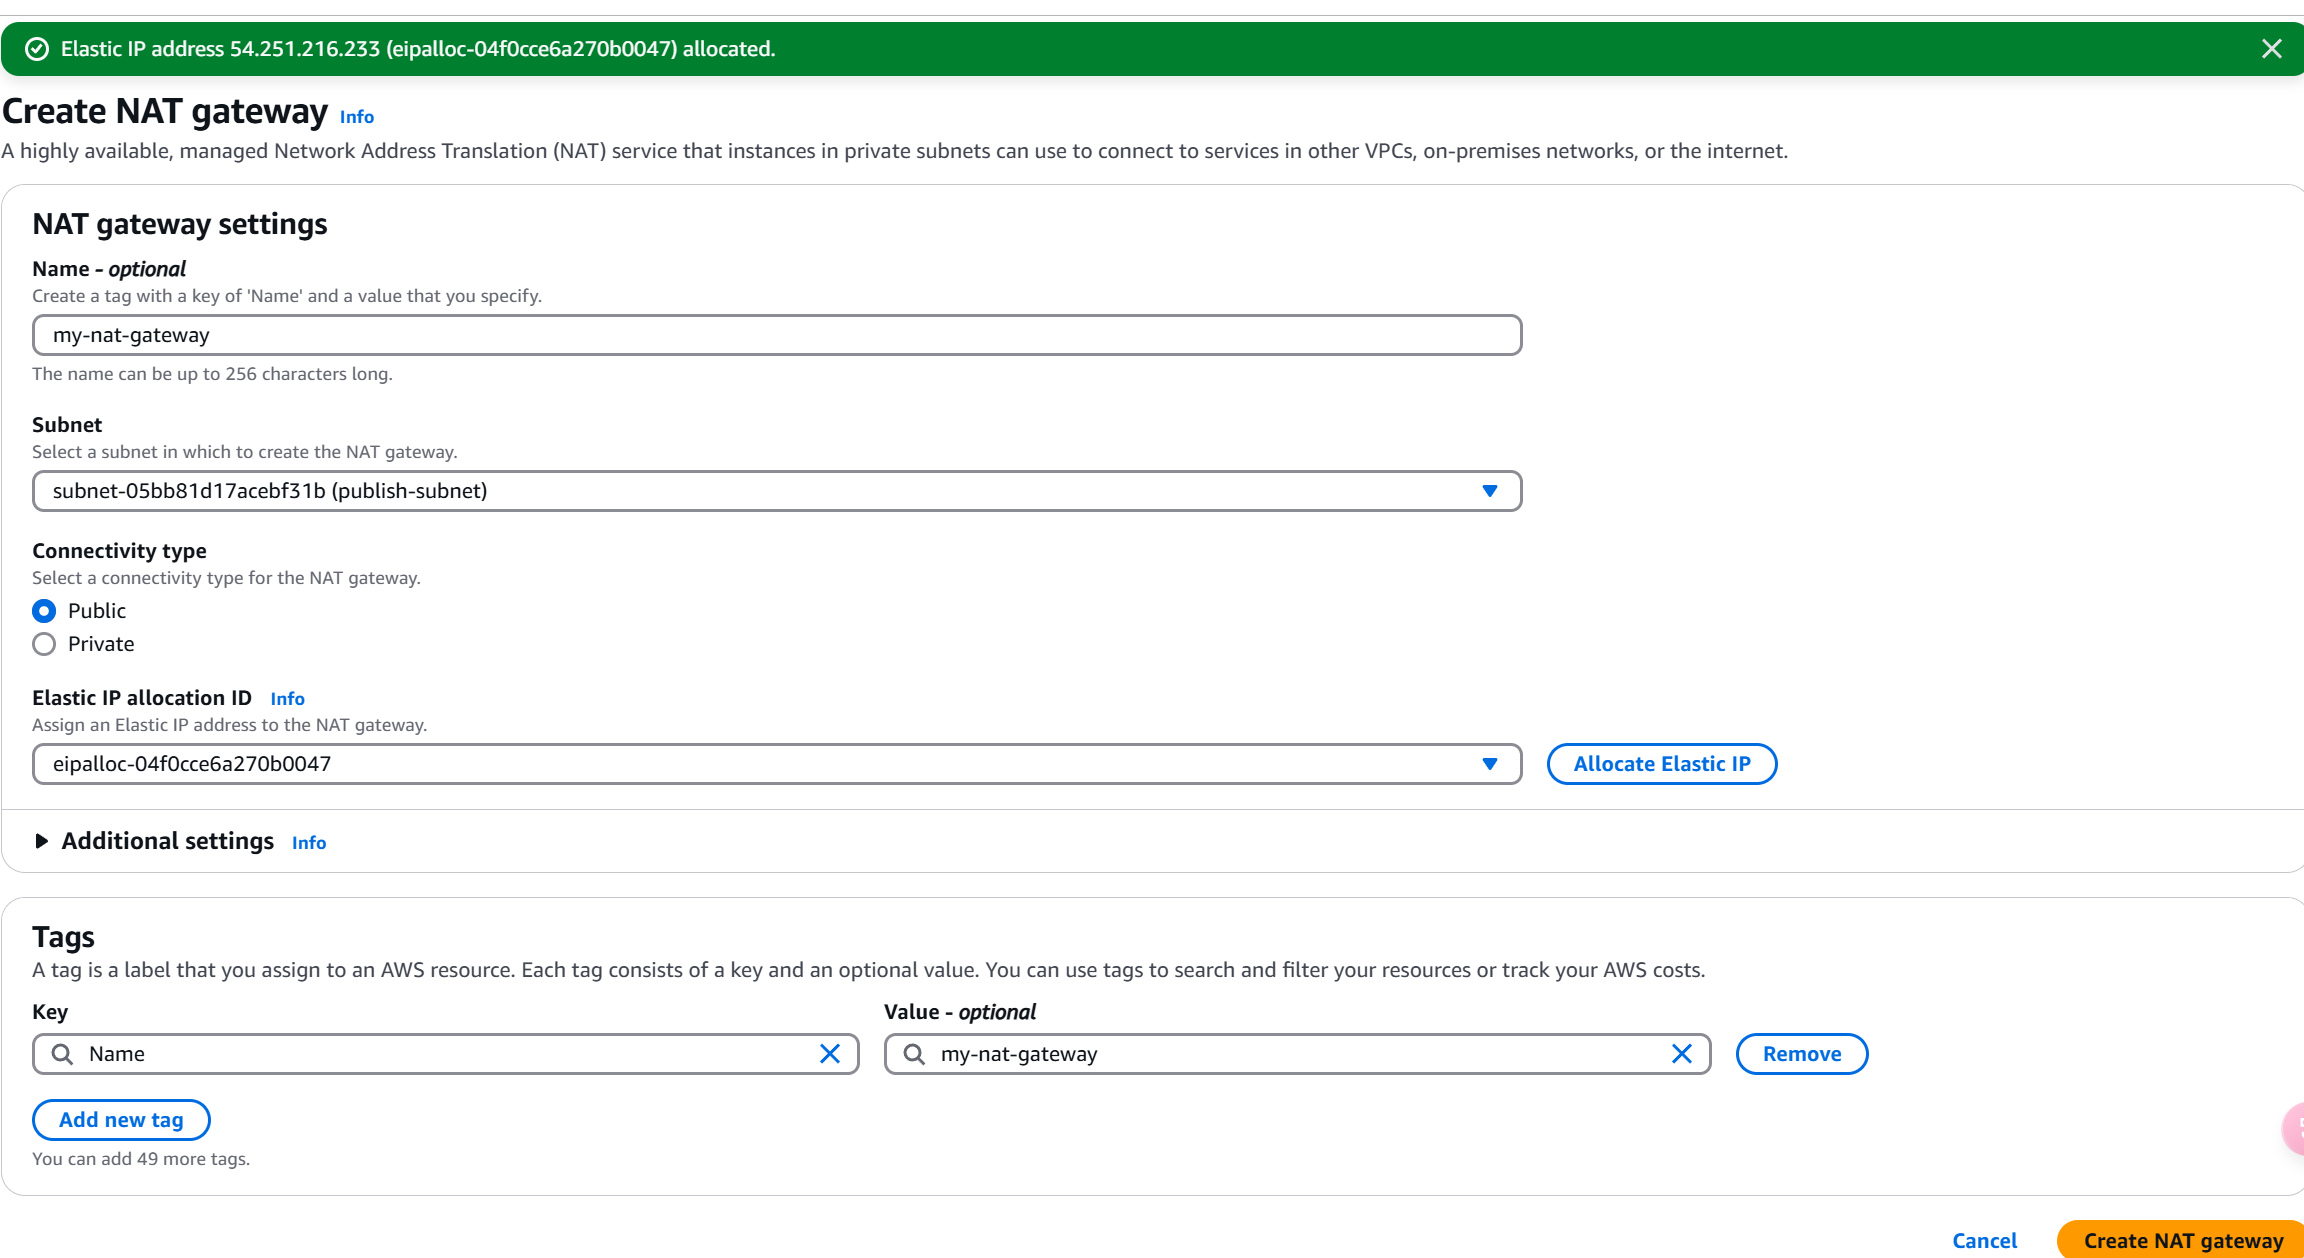 Elastic IP address 54.251.216.233 (eipalloc-04f0cce6a270b0047) allocated.
Create NAT gateway Info
A highly available, managed Network Address Translation (NAT) service that instances in private subnets can use to connect to services in other VPCs, on-premises networks, or the internet.
NAT gateway settings
Name - optional
Create a tag with a key of 'Name' and a value that you specify.
my-nat-gateway
The name can be up to 256 characters long.
Subnet
Select a subnet in which to create the NAT gateway.
subnet-05bb81d17acebf31b (publish-subnet)
Connectivity type
Select a connectivity type for the NAT gateway.
Public
Private
Elastic IP allocation ID Info
Assign an Elastic IP address to the NAT gateway.
eipalloc-04f0cce6a270b0047 Allocate Elastic IP
Additional settings Info
Tags
A tag is a label that you assign to an AWS resource. Each tag consists of a key and an optional value. You can use tags to search and filter your resources or track your AWS costs.
Key Value - optional
Name my-nat-gateway Remove
Add new tag
You can add 49 more tags.
Cancel Create NAT gateway